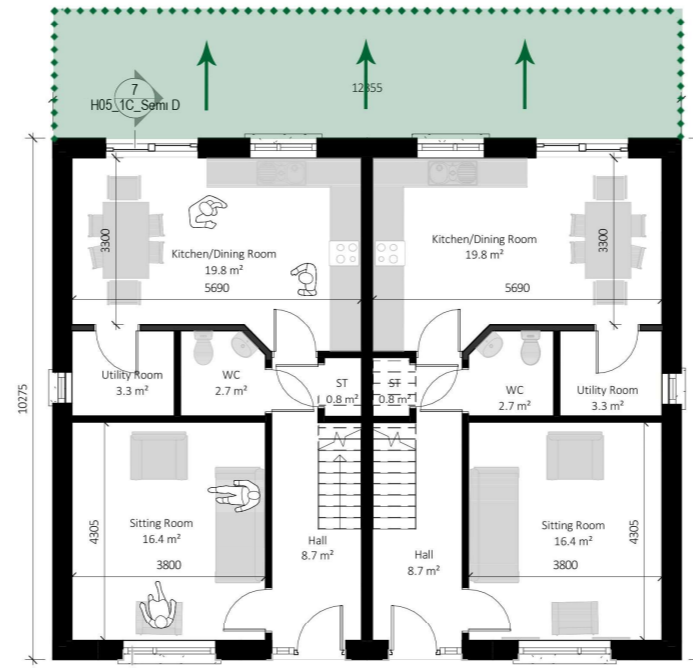 7
H05_1C_Semi D
12355
3300
Kitchen/Dining Room
19.8 m²
5690
Kitchen/Dining Room
19.8 m²
5690
3300
Utility Room
3.3 m²
WC
2.7 m²
ST
0.8 m²
ST
0.8 m²
WC
2.7 m²
Utility Room
3.3 m²
10275
4305
Sitting Room
16.4 m²
3800
Hall
8.7 m²
Hall
8.7 m²
Sitting Room
16.4 m²
3800
4305